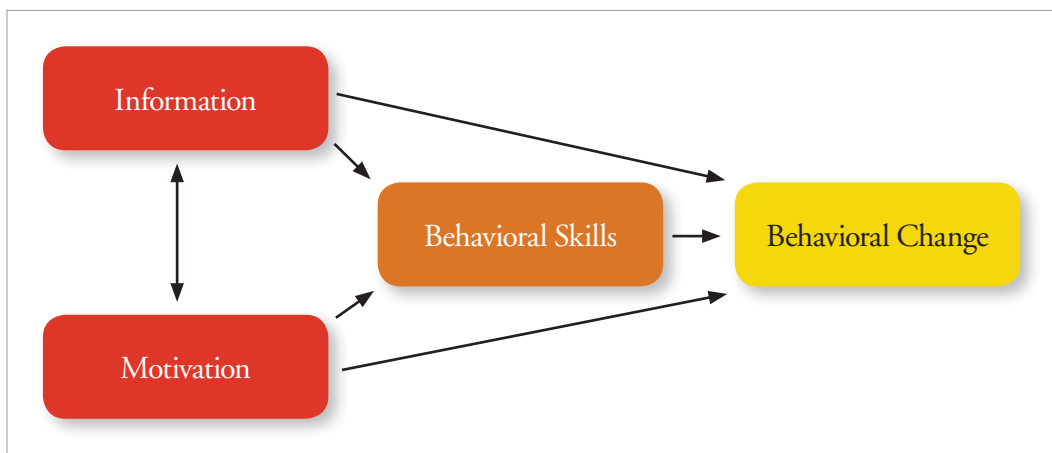 Information
Behavioral Skills
Behavioral Change
Motivation